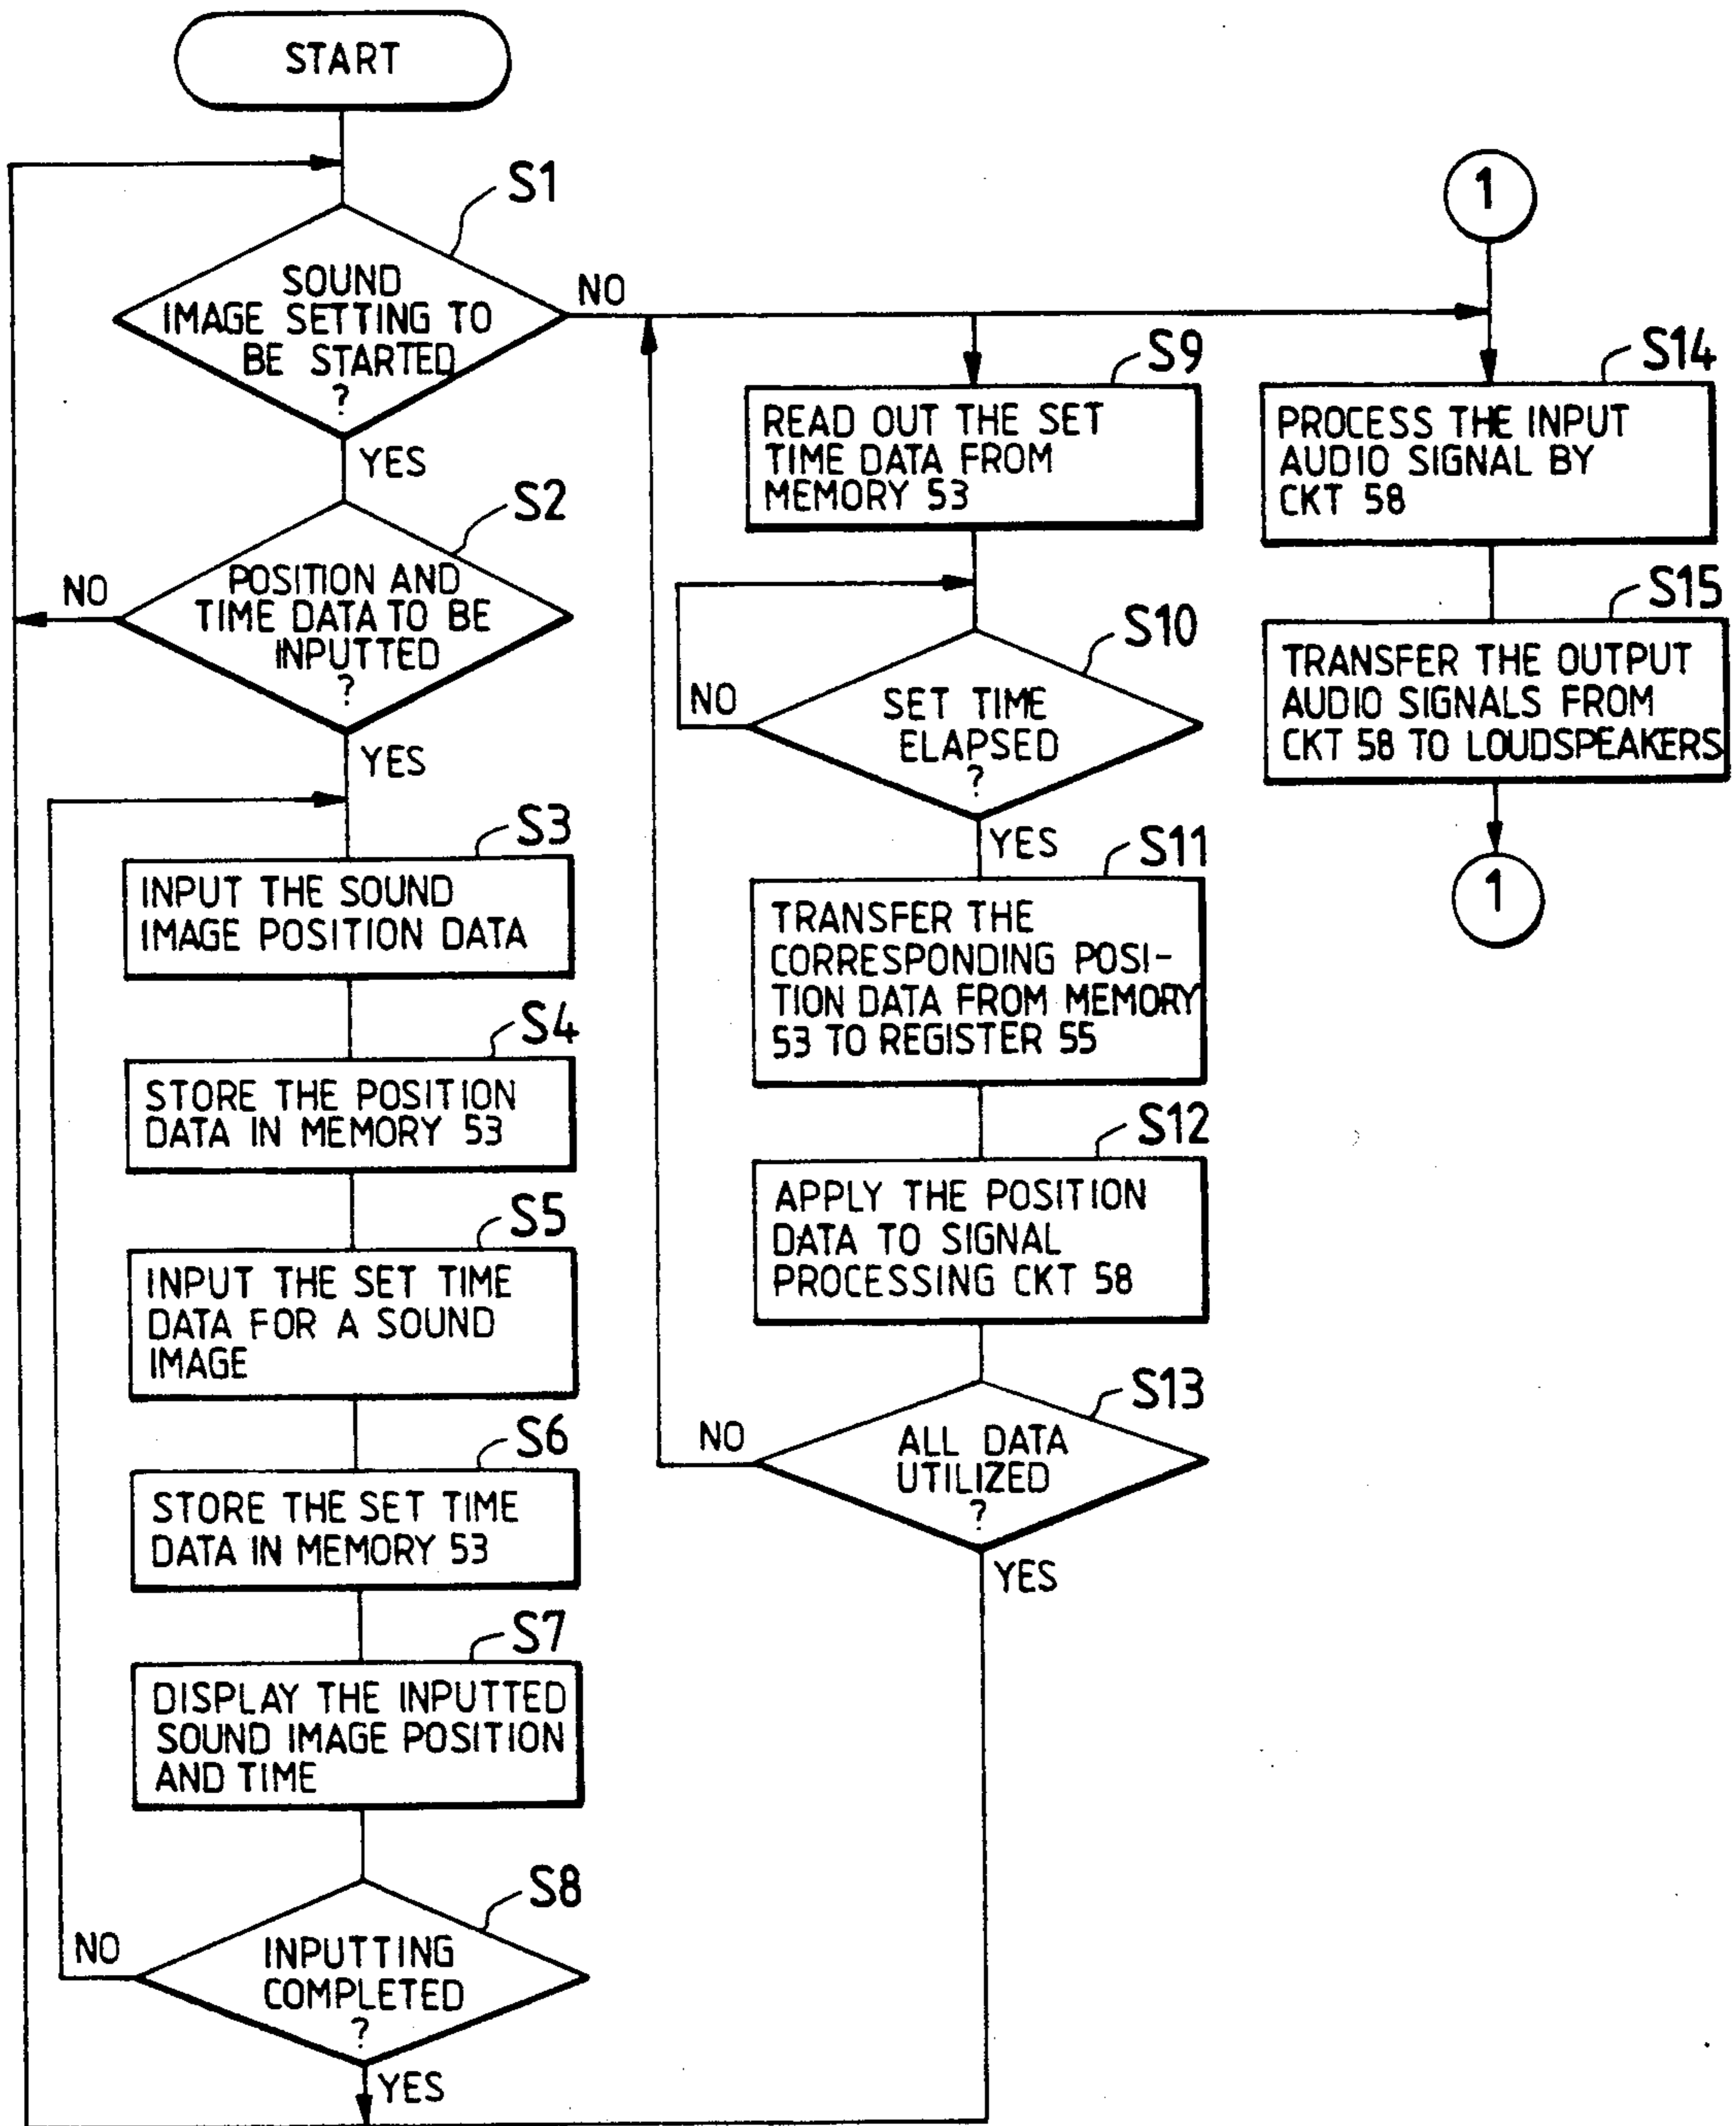 START
S1
SOUND
IMAGE SETTING TO
BE STARTED
?
NO
YES
S2
POSITION AND
TIME DATA TO BE
INPUTTED
?
NO
YES
S3
INPUT THE SOUND
IMAGE POSITION DATA
S4
STORE THE POSITION
DATA IN MEMORY 53
S5
INPUT THE SET TIME
DATA FOR A SOUND
IMAGE
S6
STORE THE SET TIME
DATA IN MEMORY 53
S7
DISPLAY THE INPUTTED
SOUND IMAGE POSITION
AND TIME
S8
INPUTTING
COMPLETED
?
NO
YES
S9
READ OUT THE SET
TIME DATA FROM
MEMORY 53
S10
SET TIME
ELAPSED
?
NO
YES
S11
TRANSFER THE
CORRESPONDING POSI-
TION DATA FROM MEMORY
53 TO REGISTER 55
S12
APPLY THE POSITION
DATA TO SIGNAL
PROCESSING CKT 58
S13
ALL DATA
UTILIZED
?
NO
YES
1
S14
PROCESS THE INPUT
AUDIO SIGNAL BY
CKT 58
S15
TRANSFER THE OUTPUT
AUDIO SIGNALS FROM
CKT 58 TO LOUDSPEAKERS
1